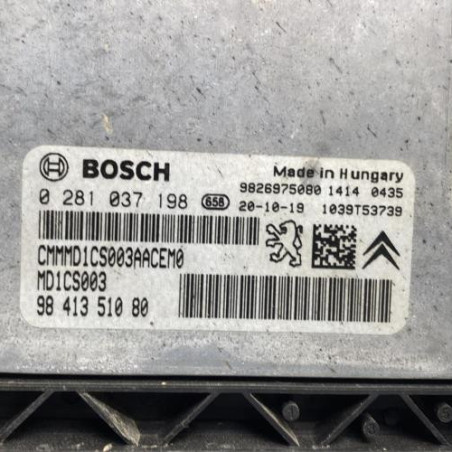 BOSCH
Made in Hungary
9826975080 1414 0435
0 281 037 198 658 20-10-19 1039T53739
CMMMD1CS003AACEM0
MD1CS003
98 413 510 80